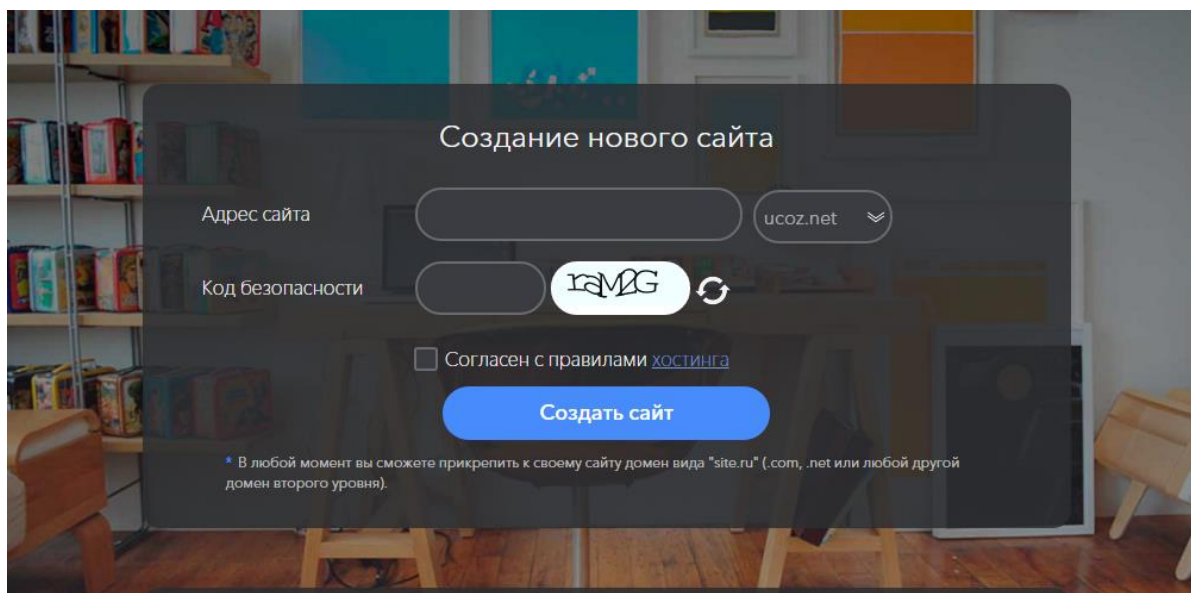 Создание нового сайта
Адрес сайта
ucoz.net
Код безопасности
Согласен с правилами хостинга
Создать сайт
* В любой момент вы сможете прикрепить к своему сайту домен вида "site.ru" (.com, .net или любой другой
домен второго уровня).